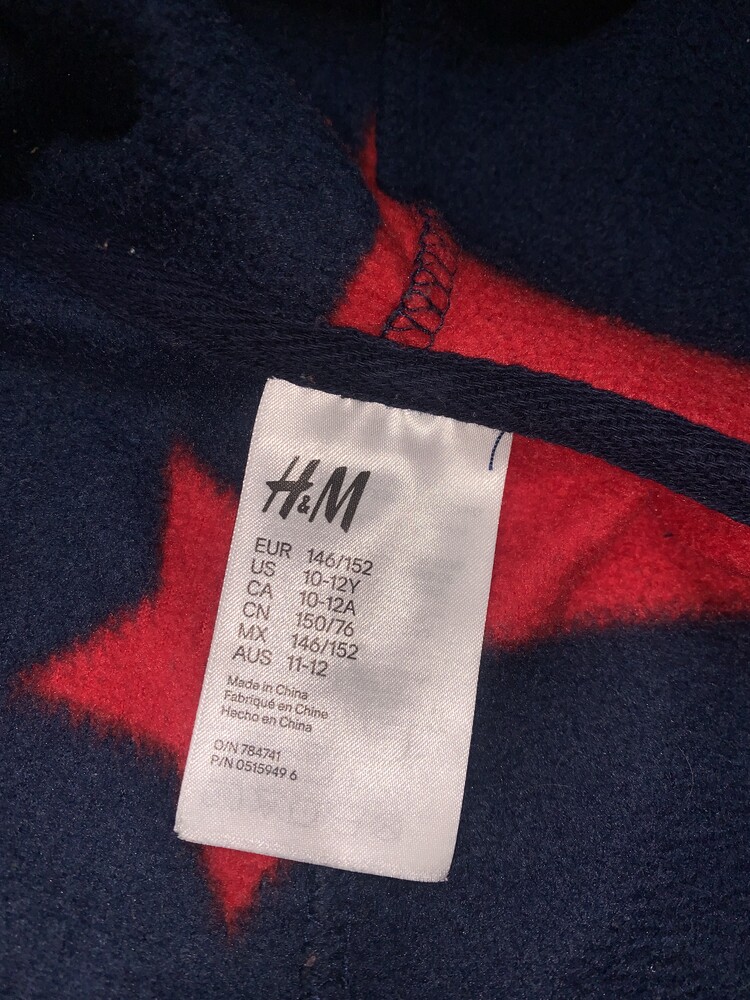 H&M
EUR 146/152
US 10-12Y
CA 10-12A
CN 150/76
MX 146/152
AUS 11-12
Made in China
Fabriqué en Chine
Hecho en China
O/N 784741
P/N 0515949 6